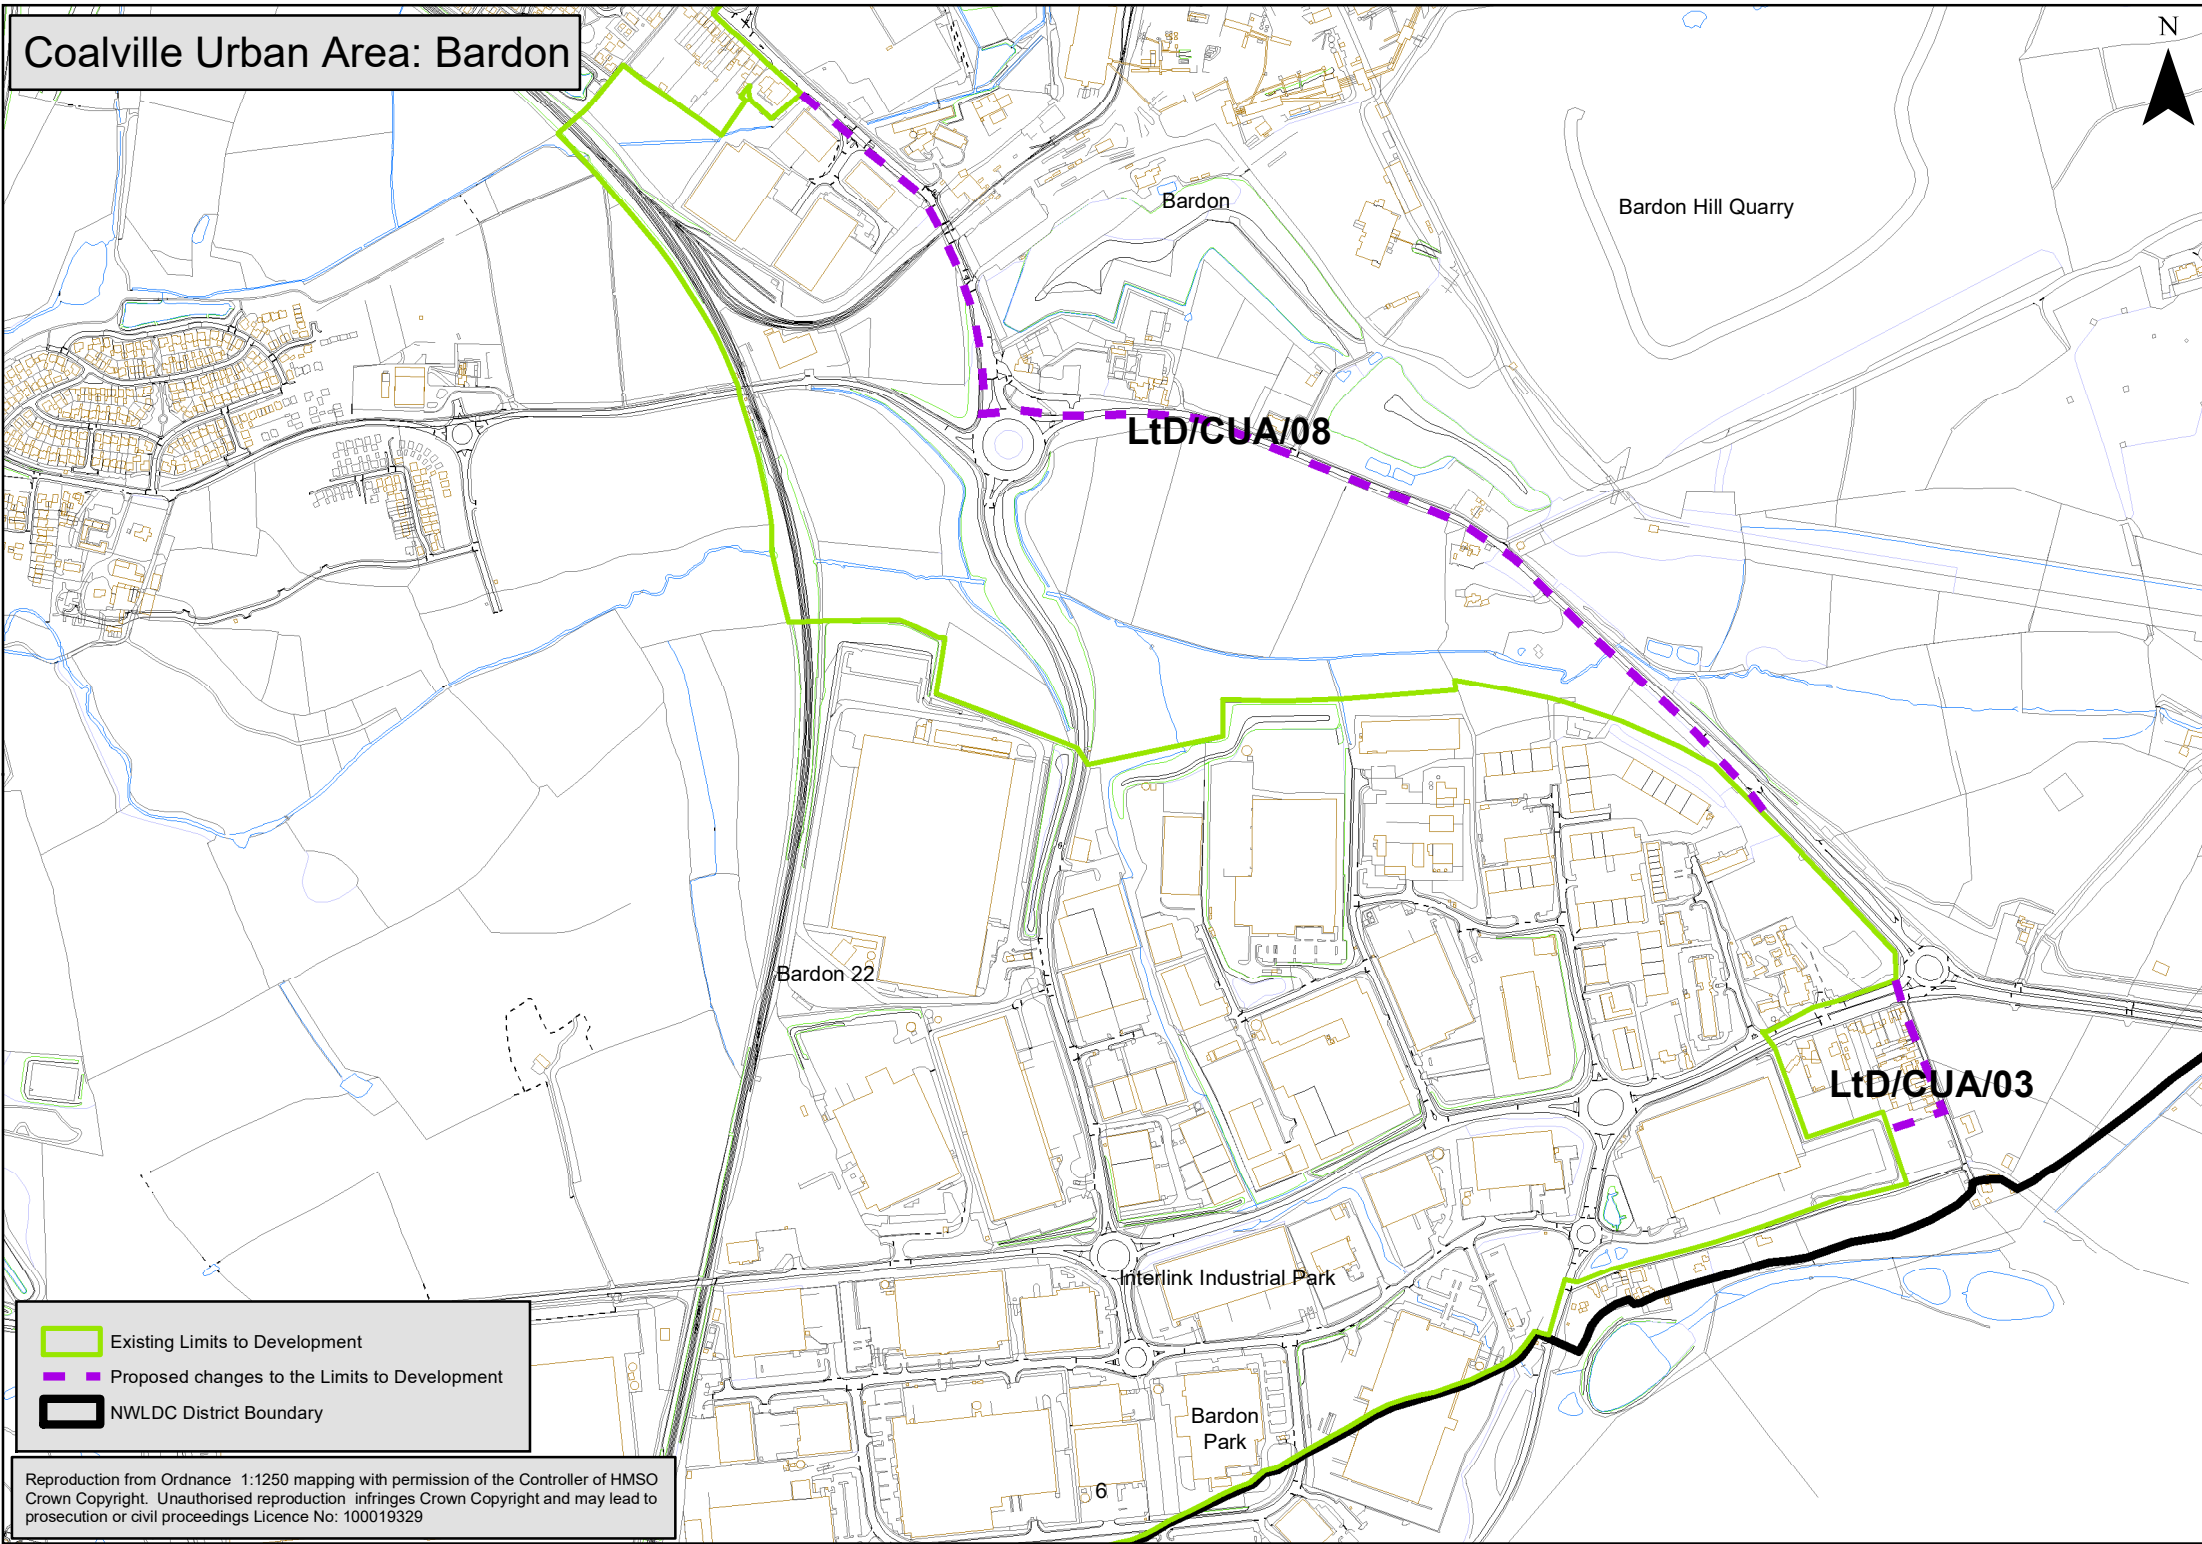 Coalville Urban Area: Bardon
N
Bardon
Bardon Hill Quarry
LtD/CUA/08
Bardon 22
LtD/CUA/03
Interlink Industrial Park
Existing Limits to Development
Proposed changes to the Limits to Development
NWLDC District Boundary
Bardon
Park
6
Reproduction from Ordnance 1:1250 mapping with permission of the Controller of HMSO
Crown Copyright. Unauthorised reproduction infringes Crown Copyright and may lead to
prosecution or civil proceedings Licence No: 100019329